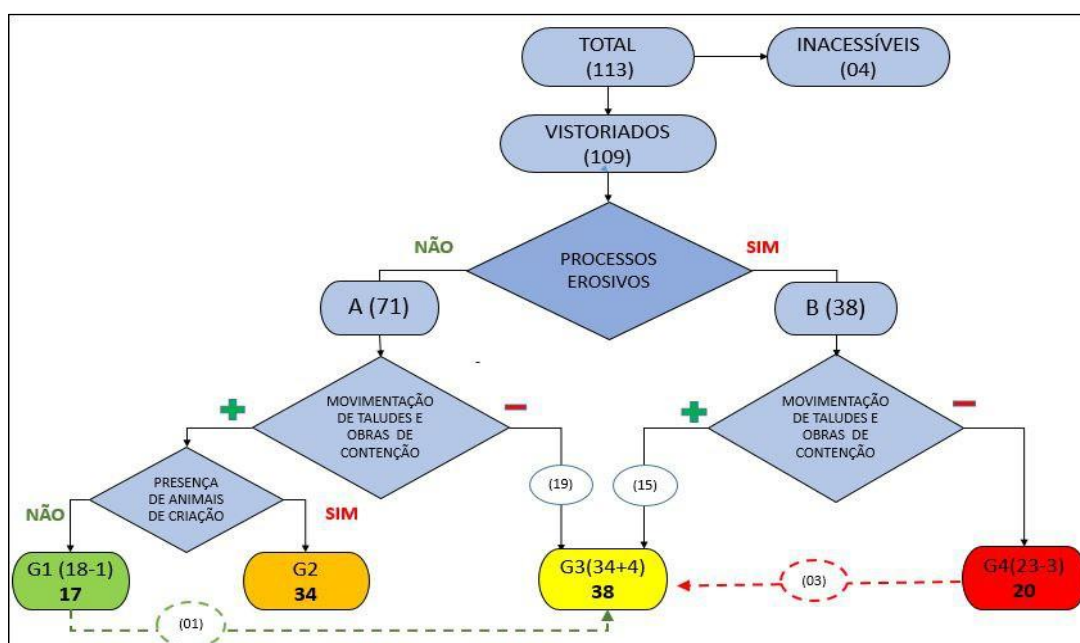 TOTAL
(113)
INACESSÍVEIS
(04)
VISTORIADOS
(109)
PROCESSOS
EROSIVOS
NÃO
SIM
A (71)
B (38)
MOVIMENTAÇÃO
DE TALUDES E
OBRAS DE
CONTENÇÃO
MOVIMENTAÇÃO
DE TALUDES E
OBRAS DE
CONTENÇÃO
PRESENÇA
DE ANIMAIS
DE CRIAÇÃO
NÃO
SIM
(19)
(15)
G1 (18-1)
17
G2
34
G3(34+4)
38
G4(23-3)
20
(01)
(03)